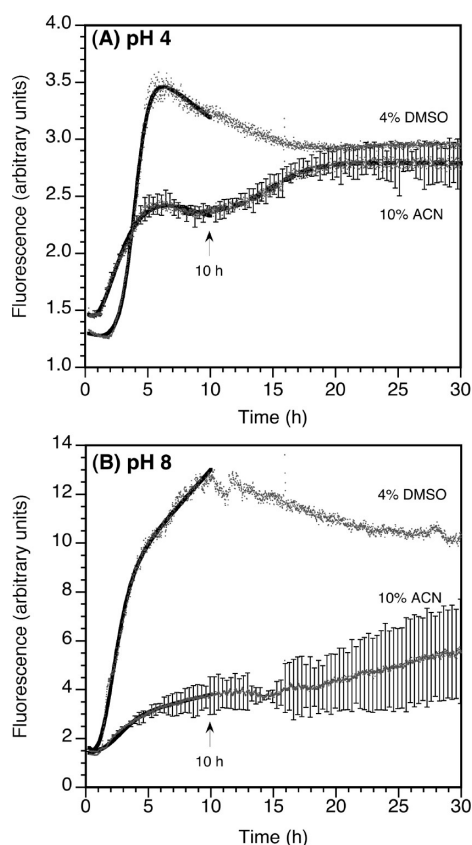 (A) pH 4
Fluorescence (arbitrary units)
4.0
3.5
3.0
2.5
2.0
1.5
1.0
4% DMSO
10% ACN
10 h
0 5 10 15 20 25 30
Time (h)
(B) pH 8
Fluorescence (arbitrary units)
14
12
10
8
6
4
2
0
4% DMSO
10% ACN
10 h
0 5 10 15 20 25 30
Time (h)